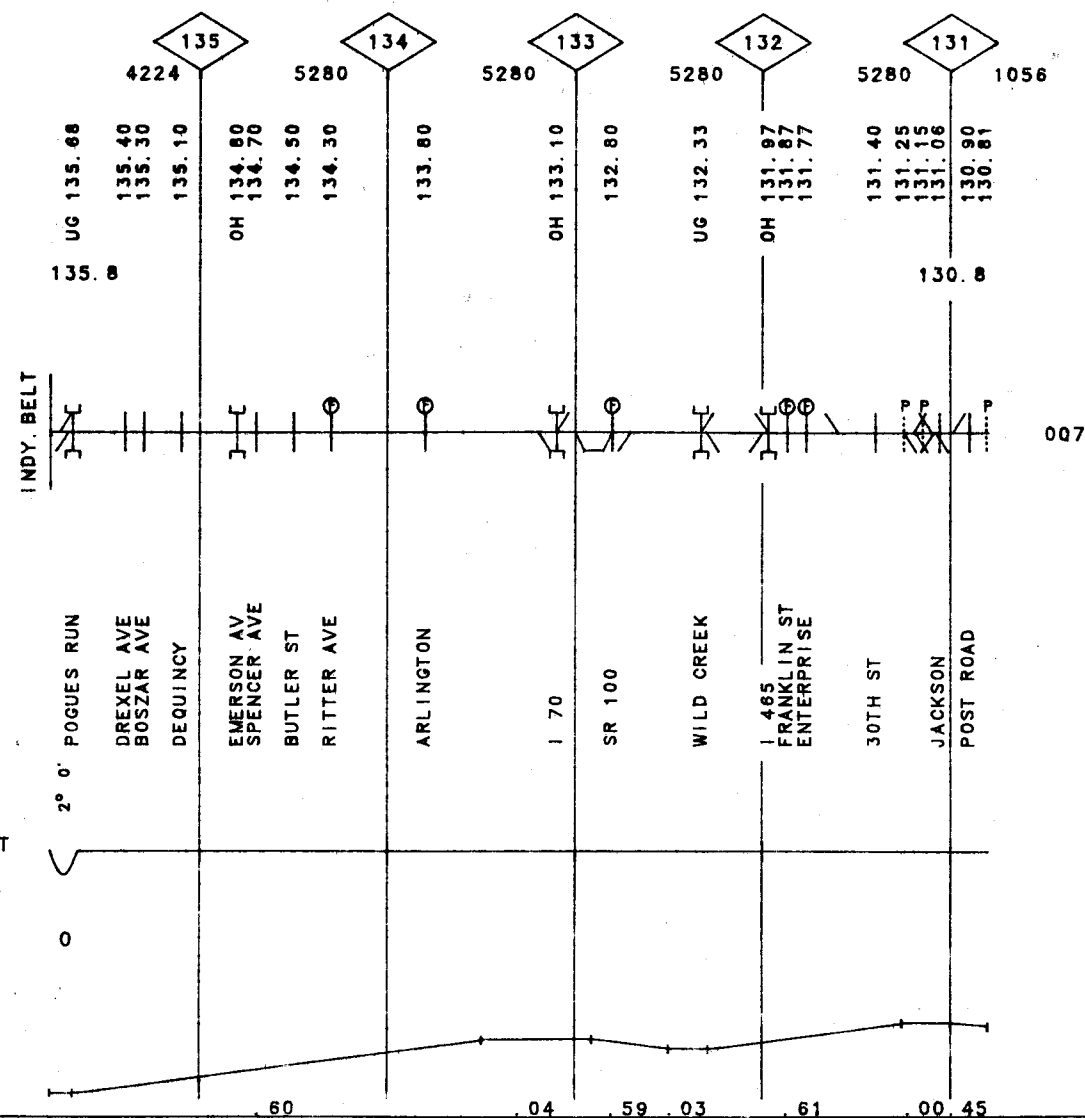 135 134 133 132 131
4224 5280 5280 5280 5280 1056
UG 135.68
135.40
135.30
135.10
OH 134.80
134.70
134.50
134.30
133.80
OH 133.10
132.80
UG 132.33
OH 131.97
131.87
131.77
131.40
131.25
131.15
131.06
130.90
130.81
135.8
130.8
INDY. BELT
F F F F F P P P
007
POGUES RUN
DREXEL AVE
BOSZAR AVE
DEQUINCY
EMERSON AV
SPENCER AVE
BUTLER ST
RITTER AVE
ARLINGTON
I 70
SR 100
WILD CREEK
I 465
FRANKLIN ST
ENTERPRISE
30TH ST
JACKSON
POST ROAD
2° 0'
T
0
.60 .04 .59 .03 .61 .00 .45